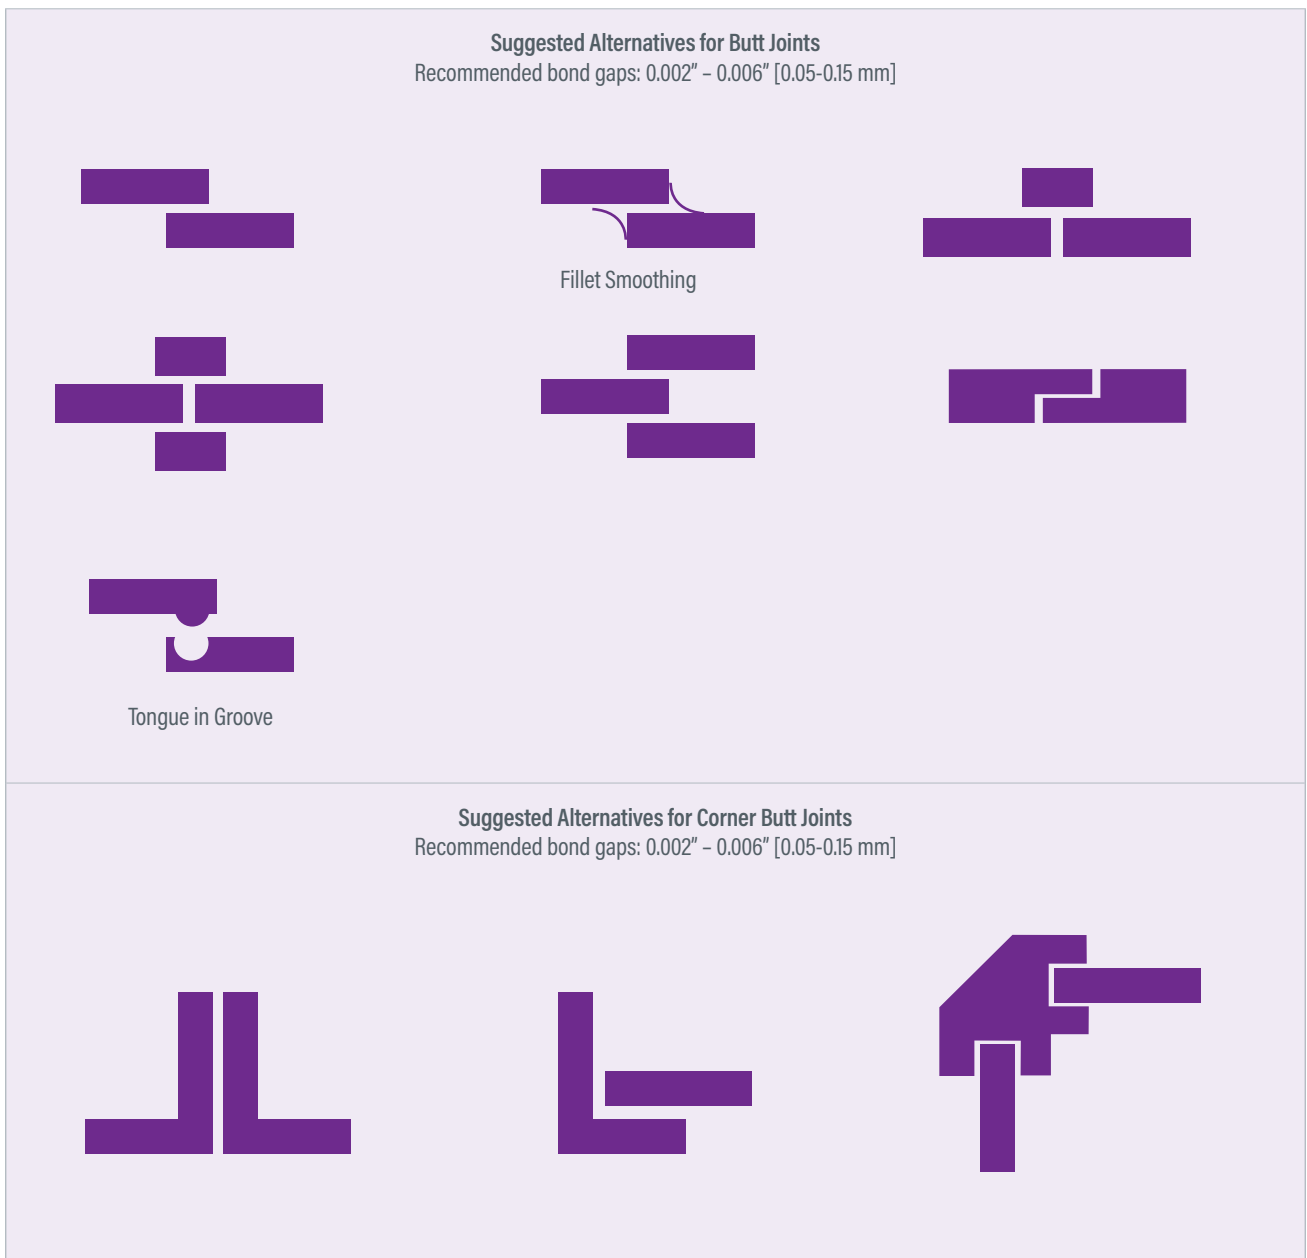 Suggested Alternatives for Butt Joints
Recommended bond gaps: 0.002" – 0.006" [0.05-0.15 mm]
Fillet Smoothing
Tongue in Groove
Suggested Alternatives for Corner Butt Joints
Recommended bond gaps: 0.002" – 0.006" [0.05-0.15 mm]